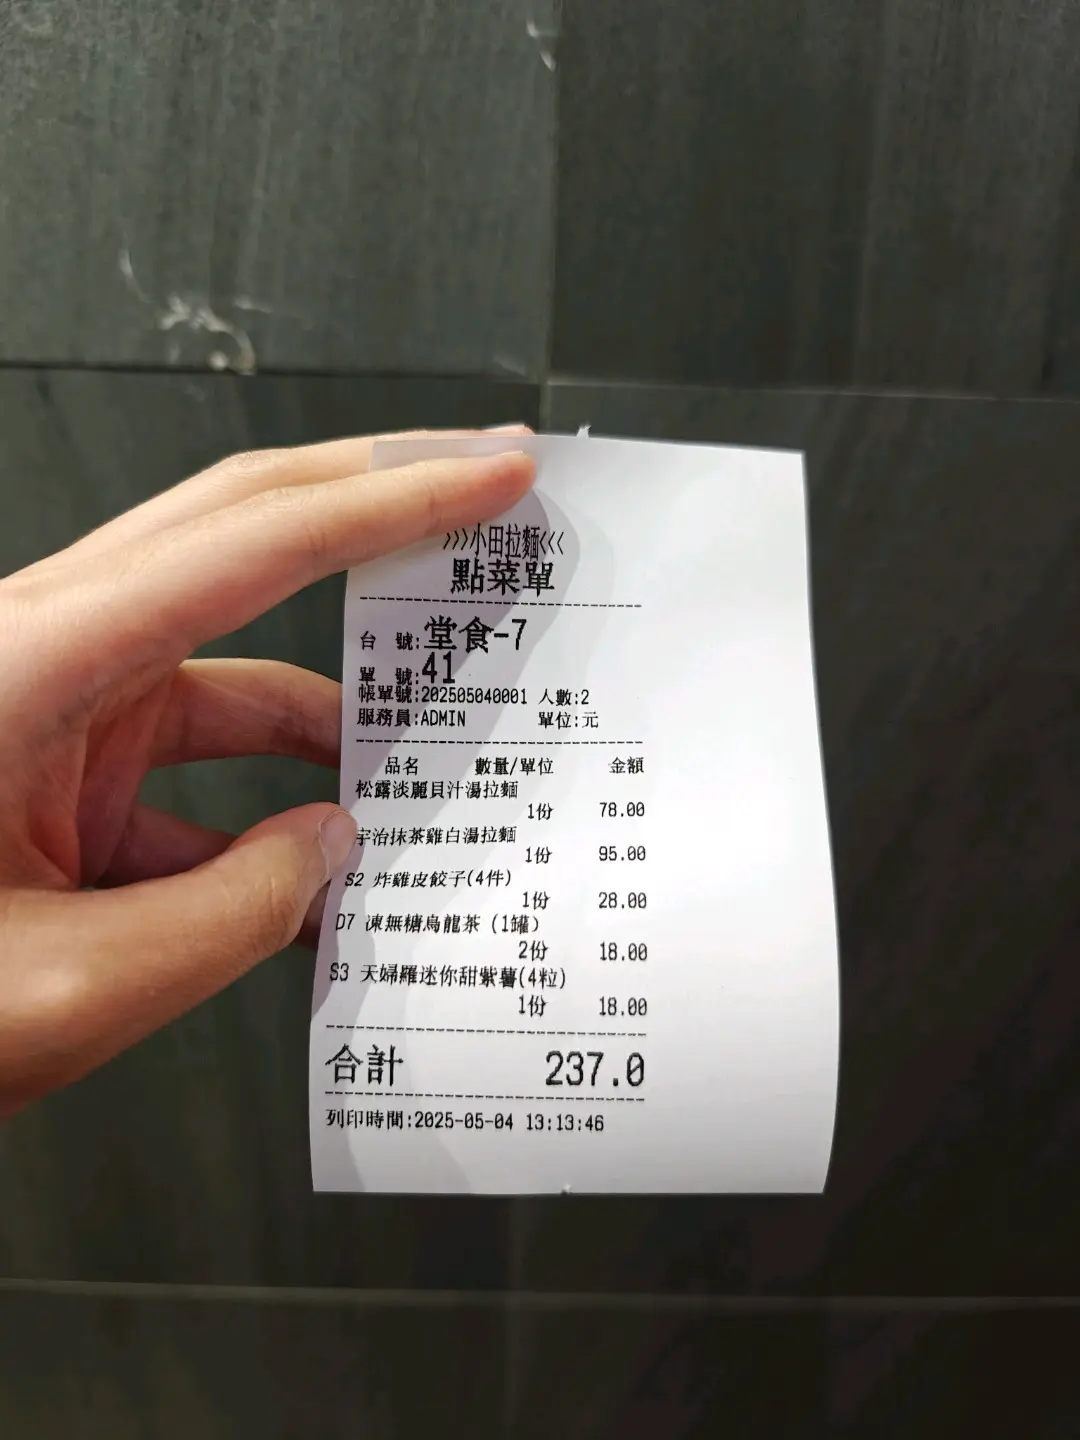 >>>小田拉麵<<<
點菜單
台 號:堂食-7
單 號:41
帳單號:202505040001 人數:2
服務員:ADMIN 單位:元
品名 數量/單位 金額
松露淡麗貝汁湯拉麵
1份 78.00
宇治抹茶雞白湯拉麵
1份 95.00
S2 炸雞皮餃子(4件)
1份 28.00
D7 凍無糖烏龍茶 (1罐)
2份 18.00
S3 天婦羅迷你甜紫薯(4粒)
1份 18.00
合計 237.0
列印時間:2025-05-04 13:13:46